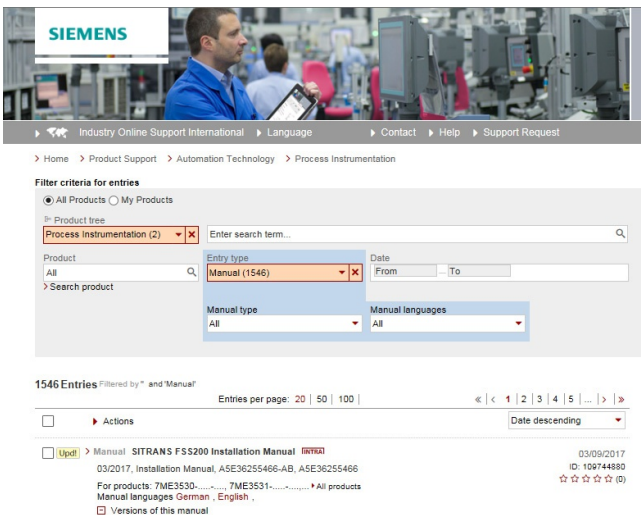 SIEMENS
Industry Online Support International Language Contact Help Support Request
Home Product Support Automation Technology Process Instrumentation
Filter criteria for entries
All Products My Products
Product tree
Process Instrumentation (2) Enter search term...
Product Entry type Date
All Manual (1546) From ... To
Search product
Manual type Manual languages
All All
1546 Entries Filtered by " and 'Manual'
Entries per page: 20 | 50 | 100 | « | < 1 | 2 | 3 | 4 | 5 | ... | > | »
Actions Date descending
Upd! Manual SITRANS FSS200 Installation Manual INTRA 03/09/2017
03/2017, Installation Manual, A5E36255466-AB, A5E36255466 ID: 109744880
(0)
For products: 7ME3530-.....-...., 7ME3531-.....-....,... All products
Manual languages German , English ,
Versions of this manual